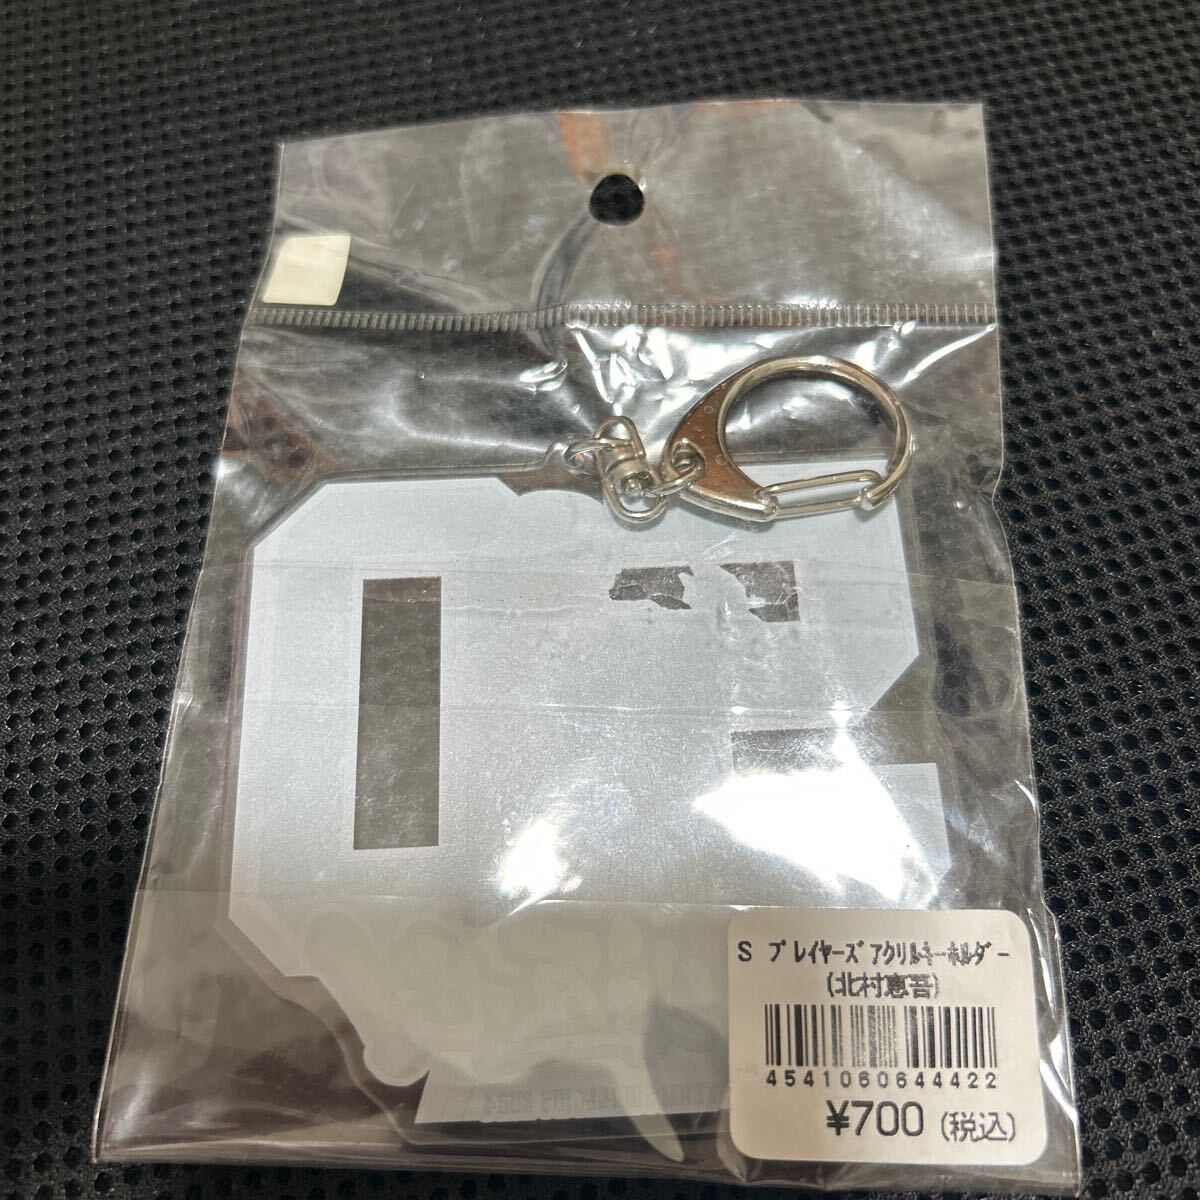 S プレイヤーズアクリルキーホルダー
(北村恵吾)
4541060644422
¥700 (税込)